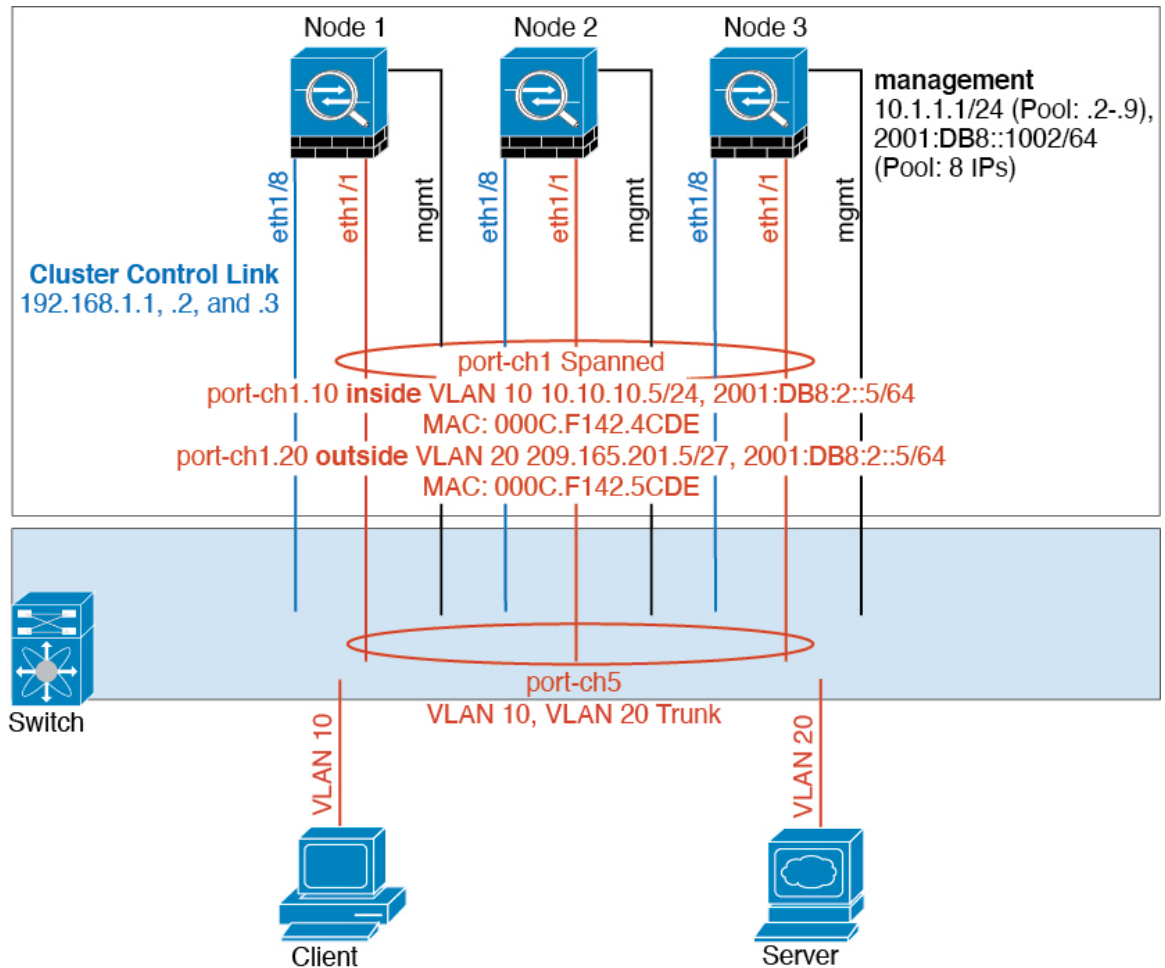 Node 1
Node 2
Node 3
management
10.1.1.1/24 (Pool: .2-.9),
2001:DB8::1002/64
(Pool: 8 IPs)
eth1/8
eth1/1
mgmt
eth1/8
eth1/1
mgmt
eth1/8
eth1/1
mgmt
Cluster Control Link
192.168.1.1, .2, and .3
port-ch1 Spanned
port-ch1.10 inside VLAN 10 10.10.10.5/24, 2001:DB8:2::5/64
MAC: 000C.F142.4CDE
port-ch1.20 outside VLAN 20 209.165.201.5/27, 2001:DB8:2::5/64
MAC: 000C.F142.5CDE
Switch
port-ch5
VLAN 10, VLAN 20 Trunk
VLAN 10
VLAN 20
Client
Server